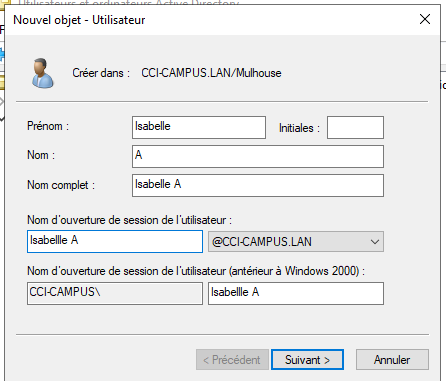 Utilisateurs et ordinateurs Active Directory
Nouvel objet - Utilisateur
Créer dans : CCI-CAMPUS.LAN/Mulhouse
Prénom : Isabelle Initiales :
Nom : A
Nom complet : Isabelle A
Nom d'ouverture de session de l'utilisateur :
Isabellle A @CCI-CAMPUS.LAN
Nom d'ouverture de session de l'utilisateur (antérieur à Windows 2000) :
CCI-CAMPUS\ Isabellle A
< Précédent Suivant > Annuler